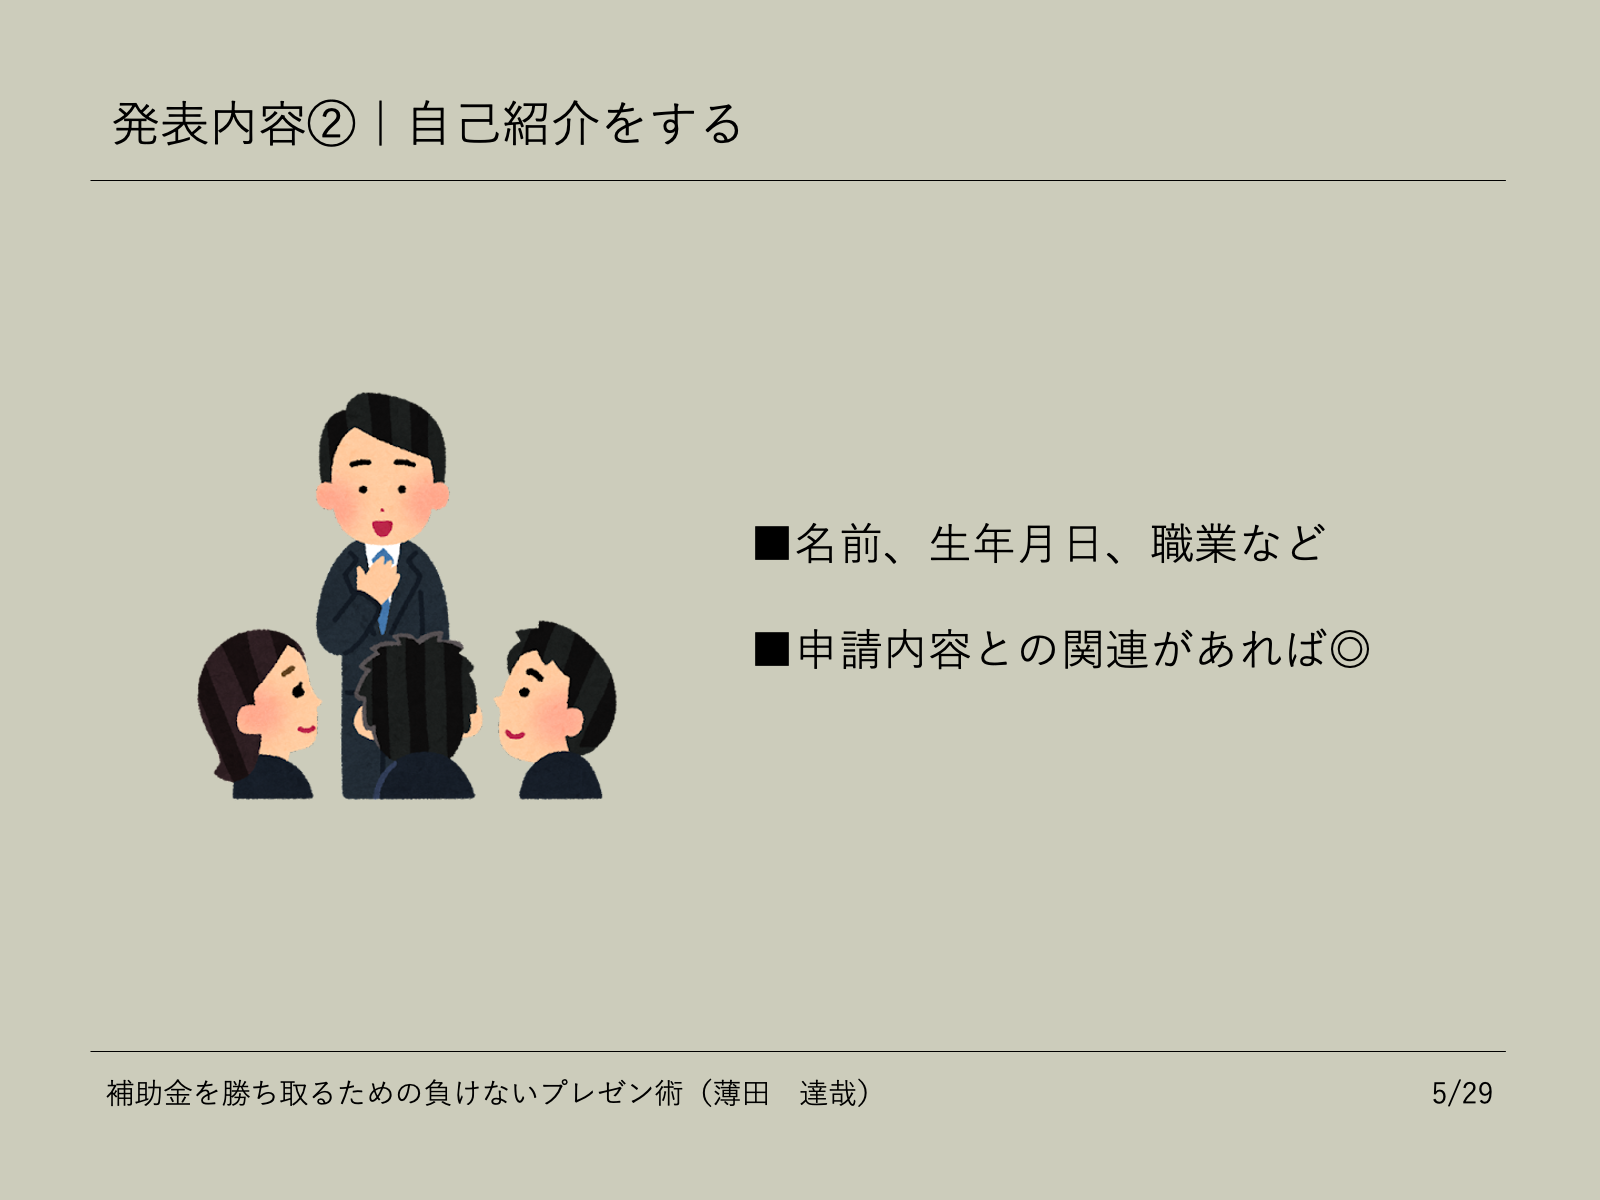 発表内容②｜自己紹介をする
■名前、生年月日、職業など
■申請内容との関連があれば◎
補助金を勝ち取るための負けないプレゼン術（薄田　達哉）
5/29